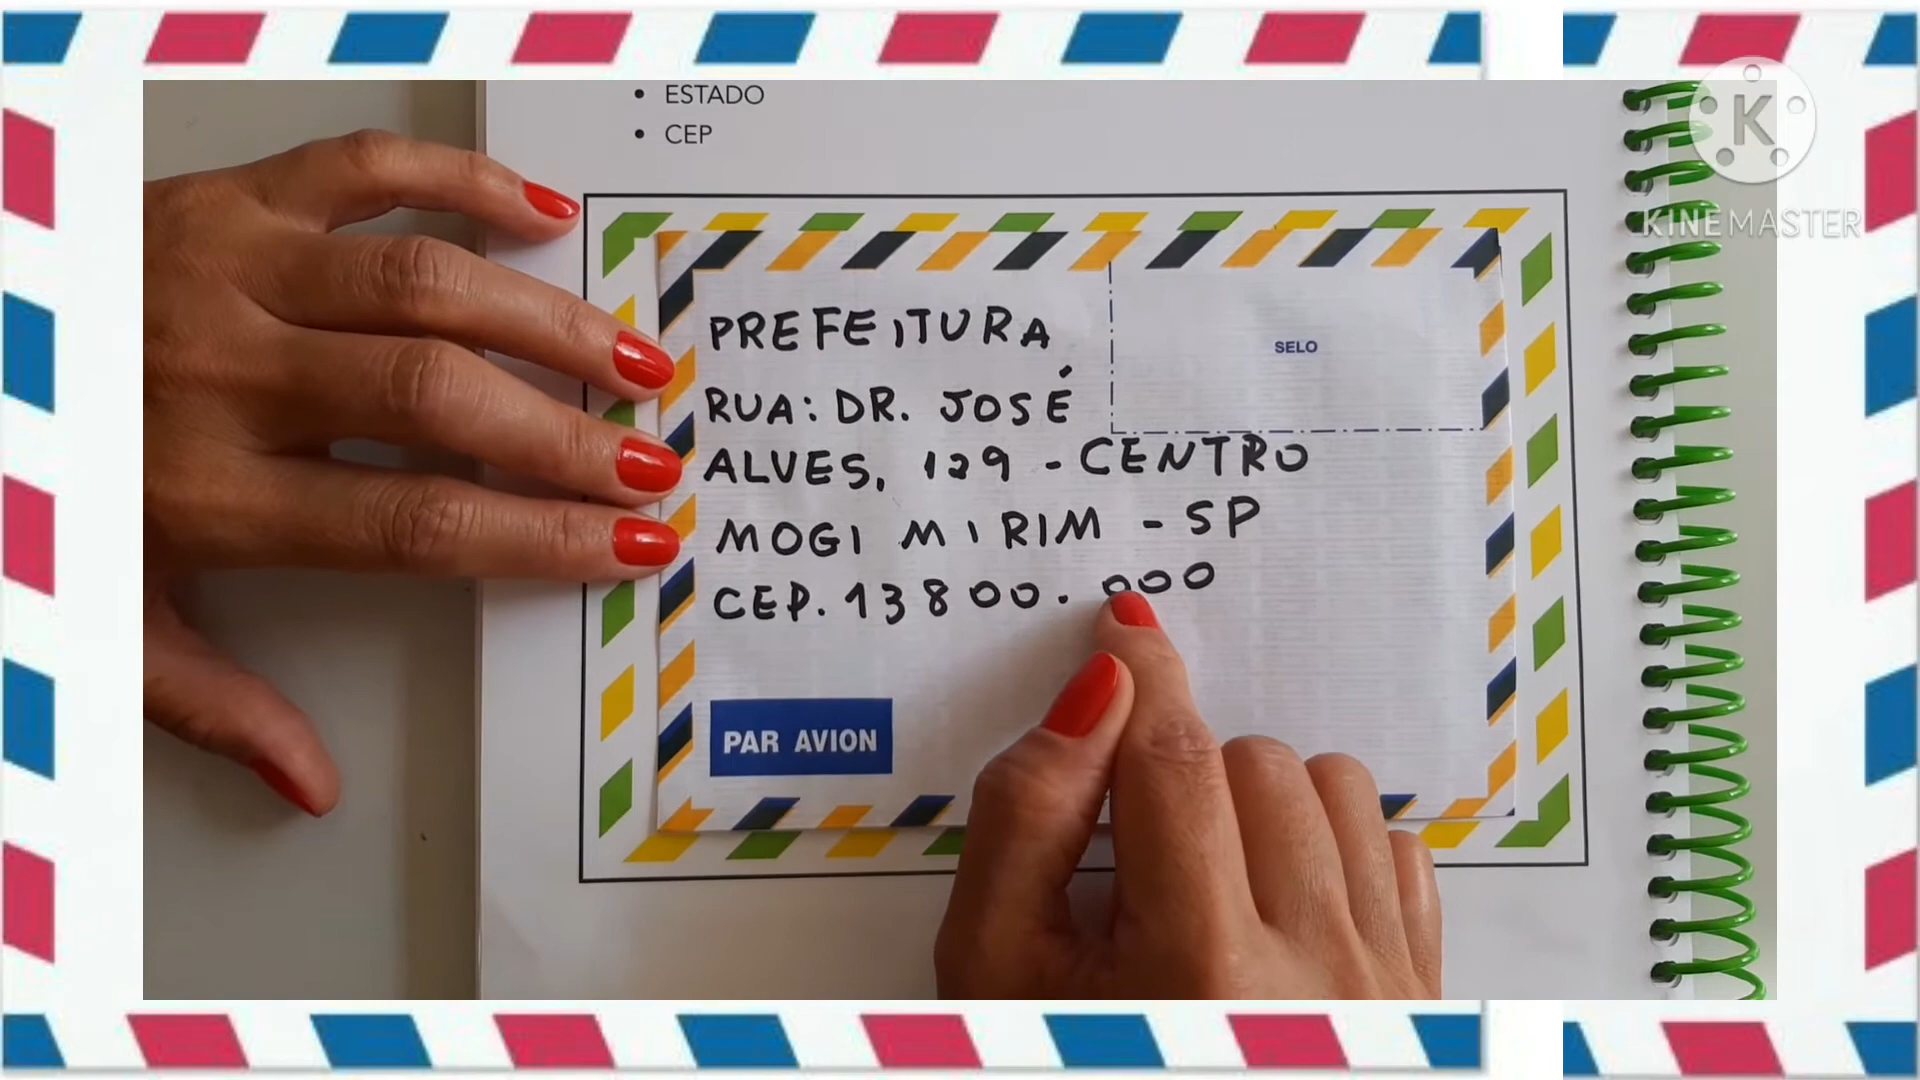 • ESTADO
• CEP
K
KINEMASTER
SELO
PREFEITURA
RUA: DR. JOSÉ
ALVES, 129 - CENTRO
MOGI MIRIM - SP
CEP. 13800. 000
PAR AVION